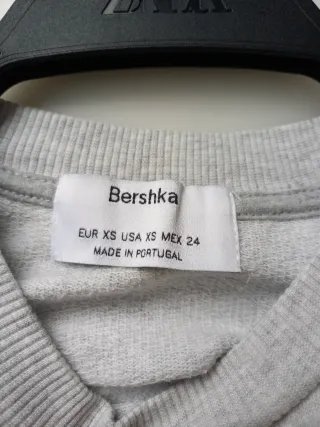 Bershka
EUR XS USA XS MEX 24
MADE IN PORTUGAL